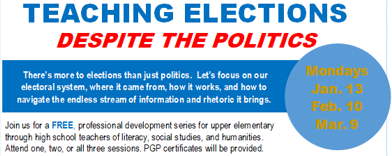 TEACHING ELECTIONS
DESPITE THE POLITICS
There's more to elections than just politics. Let's focus on our
electoral system, where it came from, how it works, and how to
navigate the endless stream of information and rhetoric it brings.
Mondays
Jan. 13
Feb. 10
Mar. 9
Join us for a FREE, professional development series for upper elementary
through high school teachers of literacy, social studies, and humanities.
Attend one, two, or all three sessions. PGP certificates will be provided.